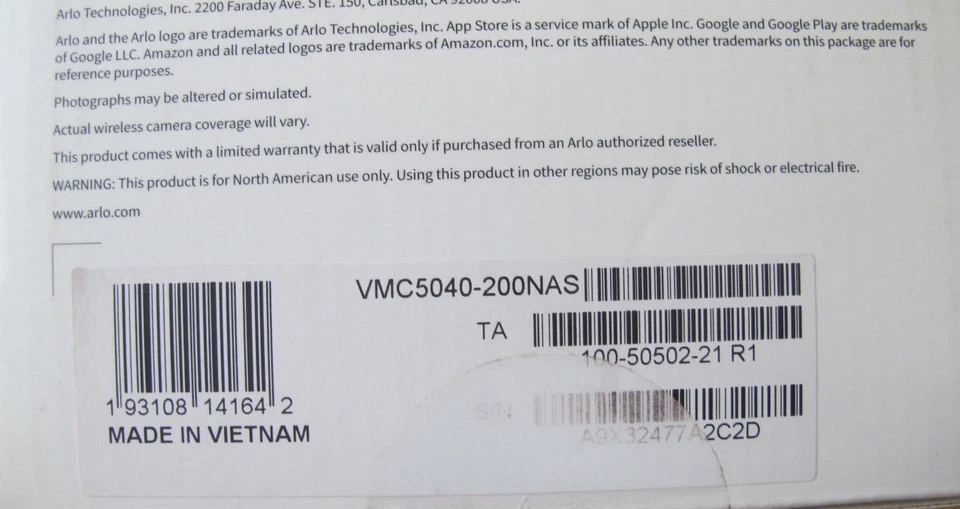 Arlo Technologies, Inc. 2200 Faraday Ave. STE. 150, Carlsbad, CA 92008 USA.
Arlo and the Arlo logo are trademarks of Arlo Technologies, Inc. App Store is a service mark of Apple Inc. Google and Google Play are trademarks
of Google LLC. Amazon and all related logos are trademarks of Amazon.com, Inc. or its affiliates. Any other trademarks on this package are for
reference purposes.
Photographs may be altered or simulated.
Actual wireless camera coverage will vary.
This product comes with a limited warranty that is valid only if purchased from an Arlo authorized reseller.
WARNING: This product is for North American use only. Using this product in other regions may pose risk of shock or electrical fire.
www.arlo.com
VMC5040-200NAS
TA
100-50502-21 R1
1 93108 14164 2
MADE IN VIETNAM
S/N
A9X32477A2C2D